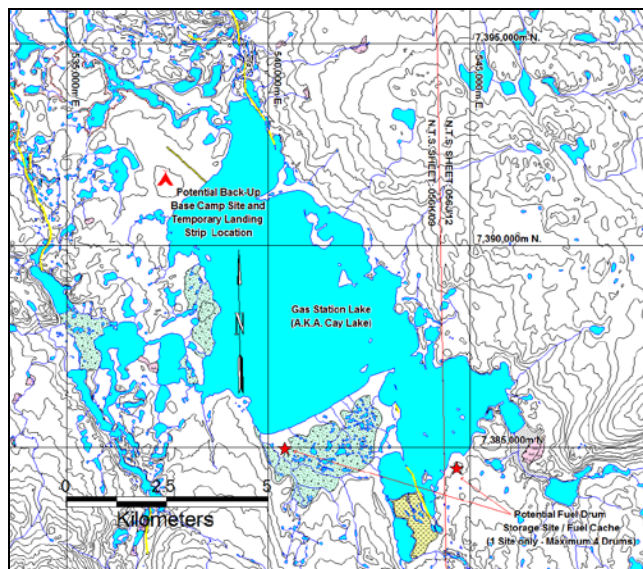 7,395,000m N.
535,000m E.
540,000m E.
545,000m E.
N.T.S. SHEET: 056K/09
N.T.S. SHEET: 056J/12
Potential Back-Up
Base Camp Site and
Temporary Landing
Strip Location
7,390,000m N.
N
Gas Station Lake
(A.K.A. Cay Lake)
7,385,000m N.
0
2.5
5
Kilometers
Potential Fuel Drum
Storage Site / Fuel Cache
(1 Site only - Maximum 4 Drums)